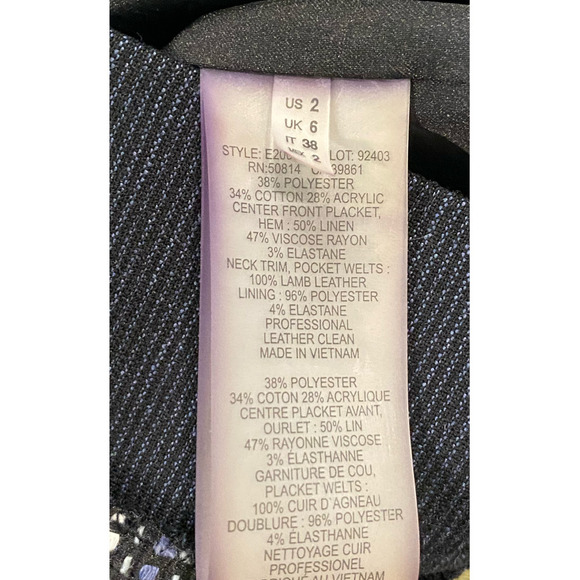 US 2
UK 6
IT 38
STYLE: LOT: 92403
RN:50814
38% POLYESTER
34% COTTON 28% ACRYLIC
CENTER FRONT PLACKET,
HEM : 50% LINEN
47% VISCOSE RAYON
3% ELASTANE
NECK TRIM, POCKET WELTS :
100% LAMB LEATHER
LINING : 96% POLYESTER
4% ELASTANE
PROFESSIONAL
LEATHER CLEAN
MADE IN VIETNAM
38% POLYESTER
34% COTON 28% ACRYLIQUE
CENTRE PLACKET AVANT,
OURLET : 50% LIN
47% RAYONNE VISCOSE
3% ÉLASTHANNE
GARNITURE DE COU,
PLACKET WELTS :
100% CUIR D`AGNEAU
DOUBLURE : 96% POLYESTER
4% ÉLASTHANNE
NETTOYAGE CUIR
PROFESSIONEL
AU VIETNAM